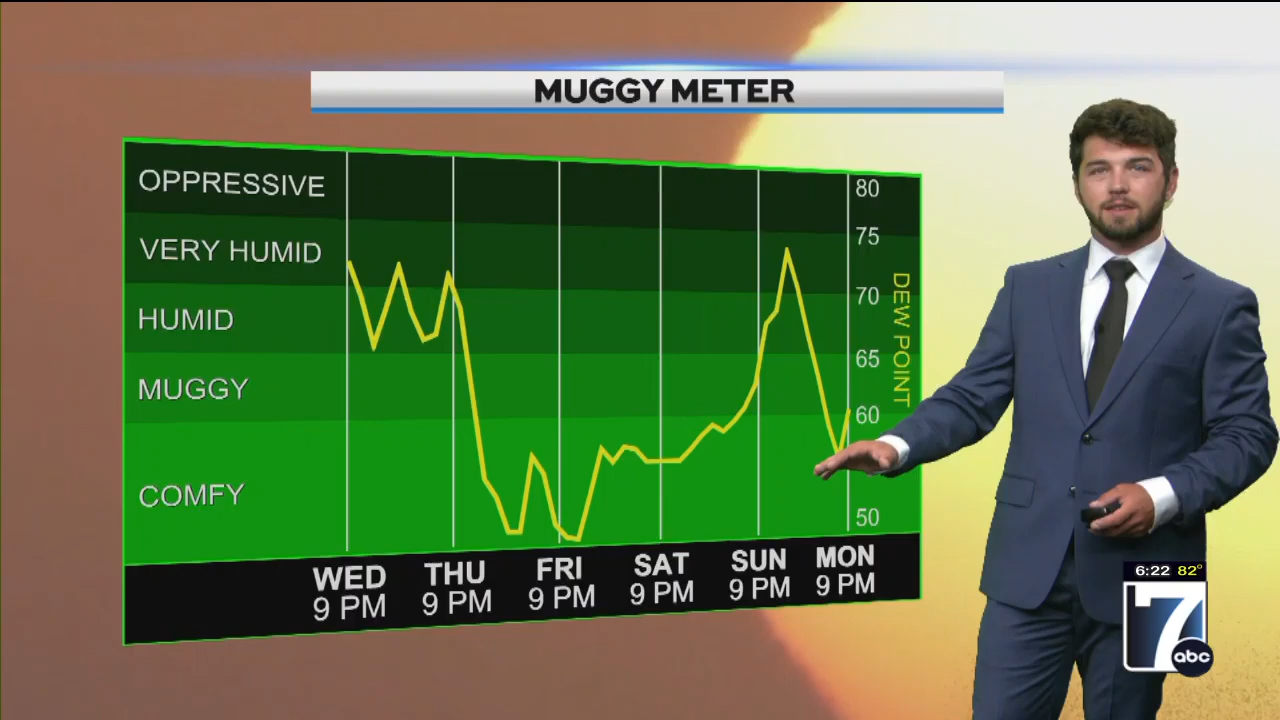 MUGGY METER
OPPRESSIVE
VERY HUMID
HUMID
MUGGY
COMFY
80
75
70
65
60
50
DEW POINT
WED
9 PM
THU
9 PM
FRI
9 PM
SAT
9 PM
SUN
9 PM
MON
9 PM
6:22 82°
7
abc